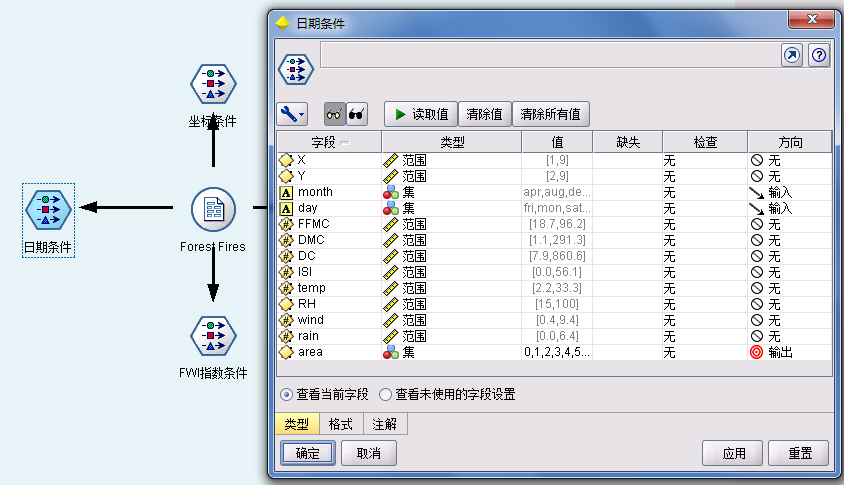 坐标条件
日期条件
Forest Fires
FWI指数条件
日期条件
读取值 清除值 清除所有值
字段 类型 值 缺失 检查 方向
X 范围 [1,9] 无 无
Y 范围 [2,9] 无 无
A month 集 apr,aug,de... 无 输入
A day 集 fri,mon,sat... 无 输入
FFMC 范围 [18.7,96.2] 无 无
DMC 范围 [1.1,291.3] 无 无
DC 范围 [7.9,860.6] 无 无
ISI 范围 [0.0,56.1] 无 无
temp 范围 [2.2,33.3] 无 无
RH 范围 [15,100] 无 无
wind 范围 [0.4,9.4] 无 无
rain 范围 [0.0,6.4] 无 无
area 集 0,1,2,3,4,5... 无 输出
查看当前字段 查看未使用的字段设置
类型 格式 注解
确定 取消 应用 重置